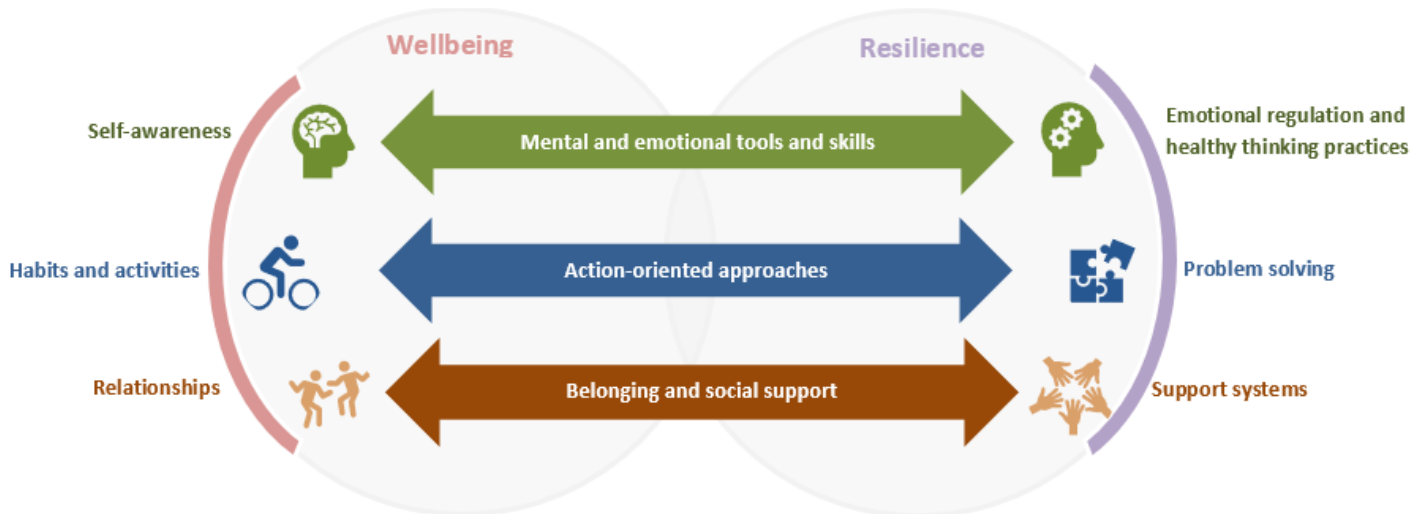 Wellbeing
Resilience
Self-awareness
Mental and emotional tools and skills
Emotional regulation and
healthy thinking practices
Habits and activities
Action-oriented approaches
Problem solving
Relationships
Belonging and social support
Support systems